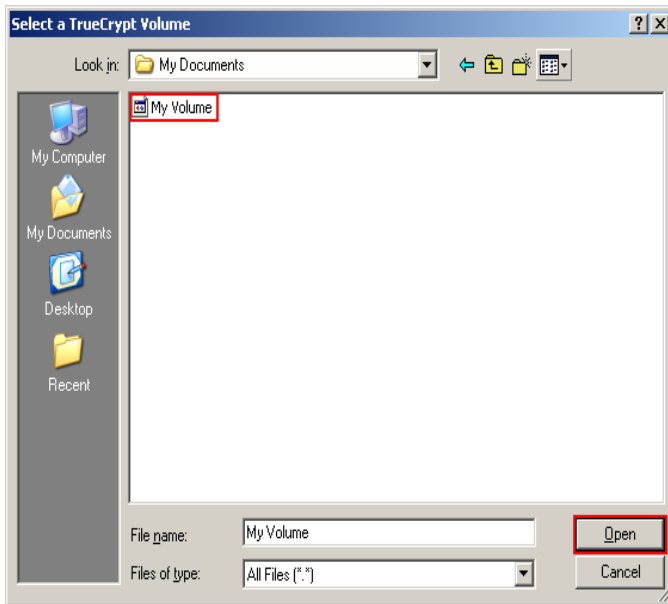 Select a TrueCrypt Volume
Look in: My Documents
My Volume
My Computer
My Documents
Desktop
Recent
File name: My Volume Open
Files of type: All Files (*.*) Cancel